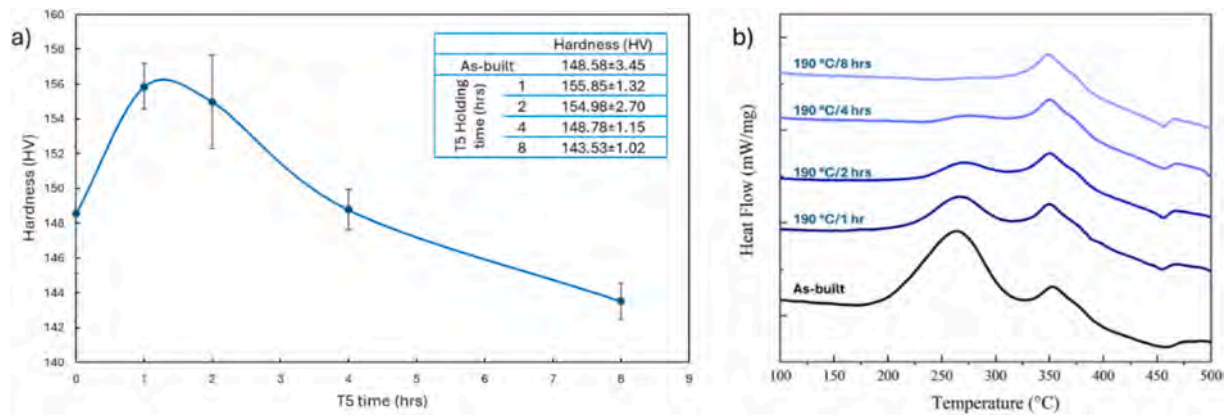 a)
160
158
156
154
152
150
148
146
144
142
140
Hardness (HV)
0 1 2 3 4 5 6 7 8 9
T5 time (hrs)
Hardness (HV)
As-built 148.58±3.45
T5 Holding time (hrs)
1 155.85±1.32
2 154.98±2.70
4 148.78±1.15
8 143.53±1.02
b)
190 °C/8 hrs
190 °C/4 hrs
190 °C/2 hrs
190 °C/1 hr
As-built
Heat Flow (mW/mg)
100 150 200 250 300 350 400 450 500
Temperature (°C)